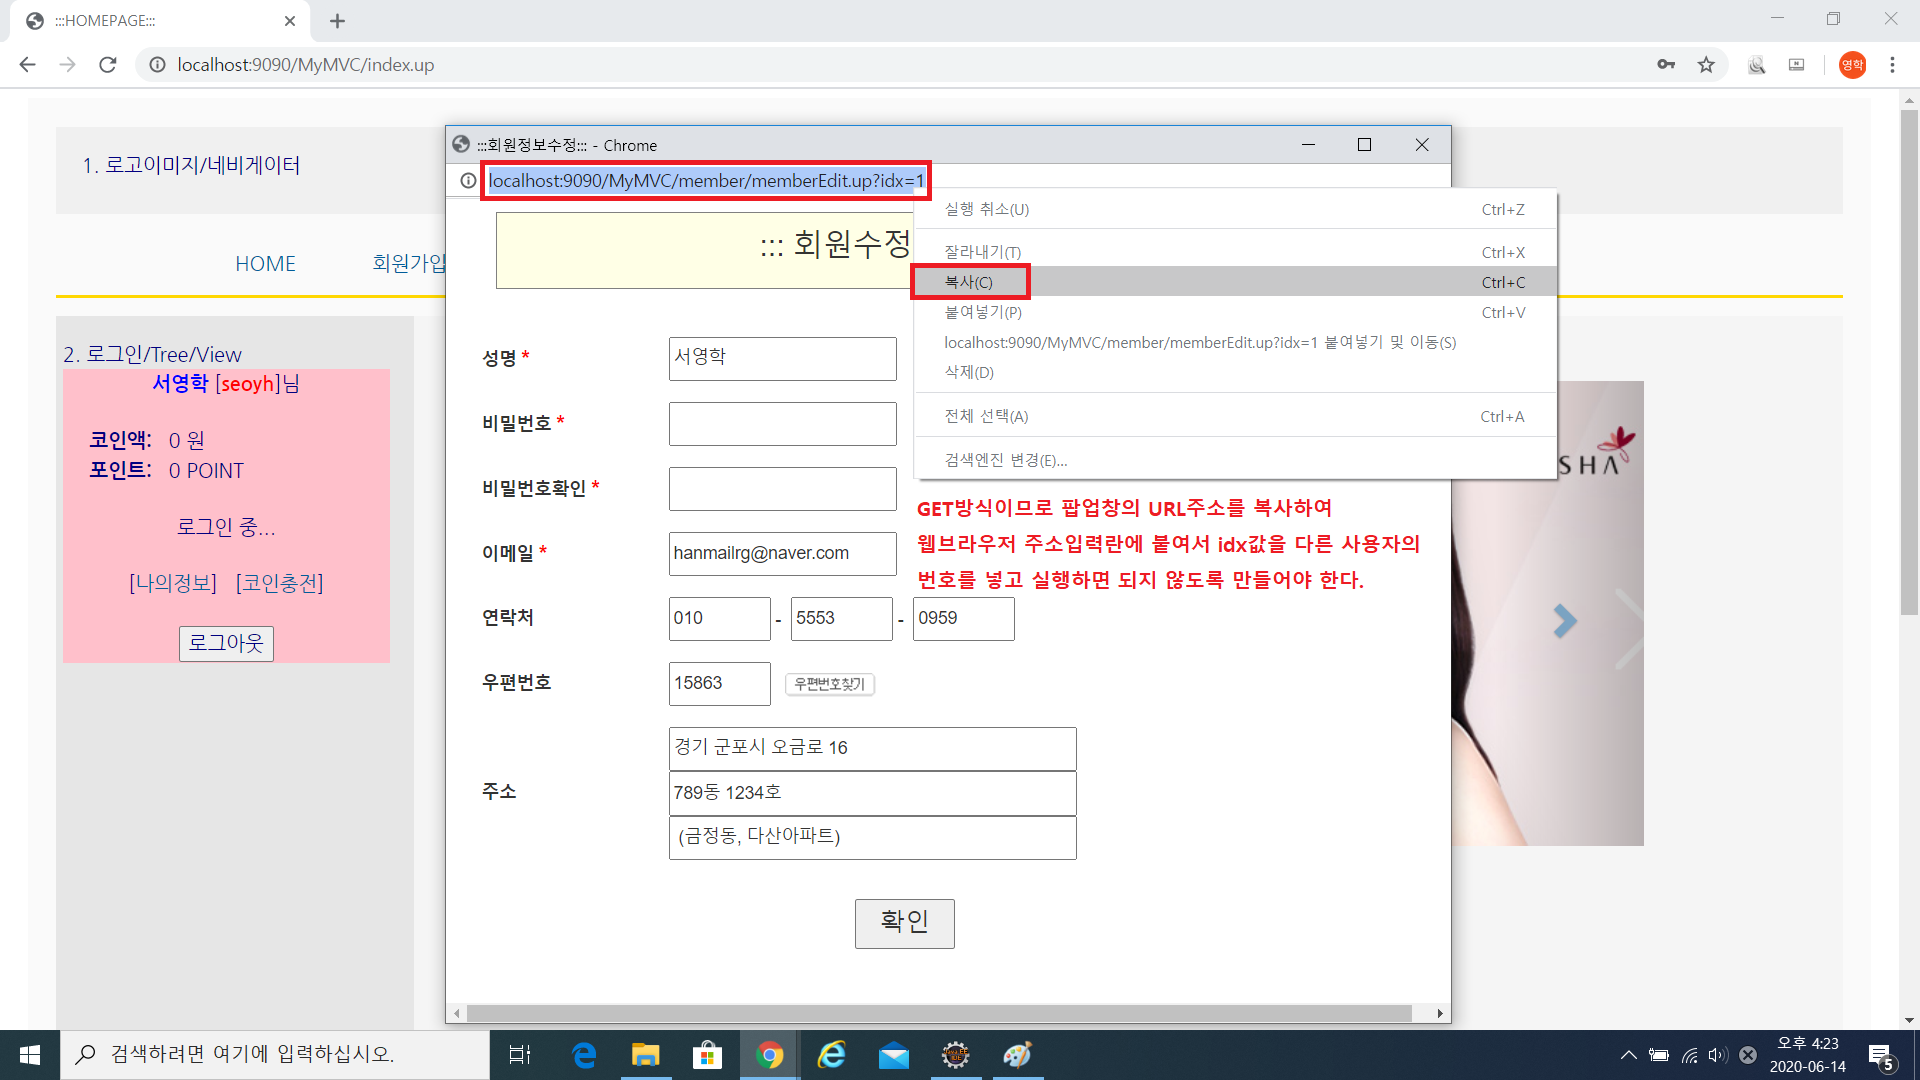 :::HOMEPAGE:::
localhost:9090/MyMVC/index.up
영학
1. 로고이미지/네비게이터
HOME
회원가입
2. 로그인/Tree/View
서영학 [seoyh]님
코인액: 0 원
포인트: 0 POINT
로그인 중...
[나의정보] [코인충전]
로그아웃
:::회원정보수정::: - Chrome
localhost:9090/MyMVC/member/memberEdit.up?idx=1
::: 회원수정
실행 취소(U) Ctrl+Z
잘라내기(T) Ctrl+X
복사(C) Ctrl+C
붙여넣기(P) Ctrl+V
localhost:9090/MyMVC/member/memberEdit.up?idx=1 붙여넣기 및 이동(S)
삭제(D)
전체 선택(A) Ctrl+A
검색엔진 변경(E)...
성명 * 서영학
비밀번호 *
비밀번호확인 *
이메일 * hanmailrg@naver.com
연락처 010 - 5553 - 0959
우편번호 15863 우편번호찾기
주소
경기 군포시 오금로 16
789동 1234호
(금정동, 다산아파트)
확인
GET방식이므로 팝업창의 URL주소를 복사하여
웹브라우저 주소입력란에 붙여서 idx값을 다른 사용자의
번호를 넣고 실행하면 되지 않도록 만들어야 한다.
SHA
검색하려면 여기에 입력하십시오.
오후 4:23
2020-06-14
5